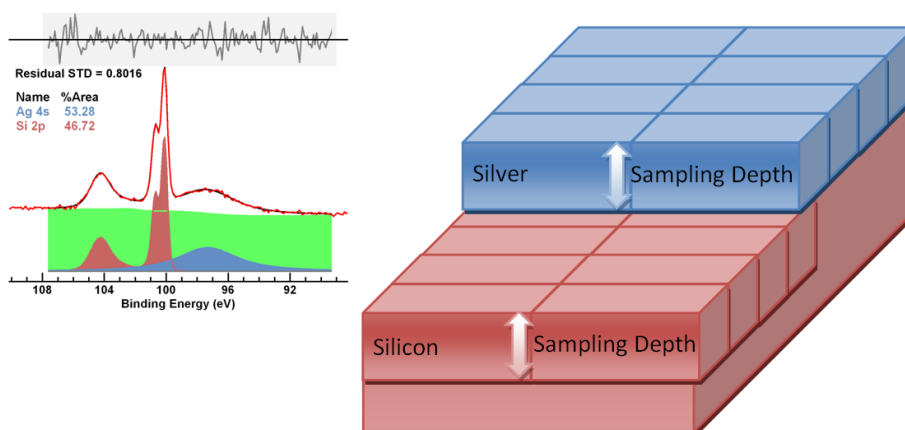 Residual STD = 0.8016
Name %Area
Ag 4s 53.28
Si 2p 46.72
108 104 100 96 92
Binding Energy (eV)
Silver Sampling Depth
Silicon Sampling Depth